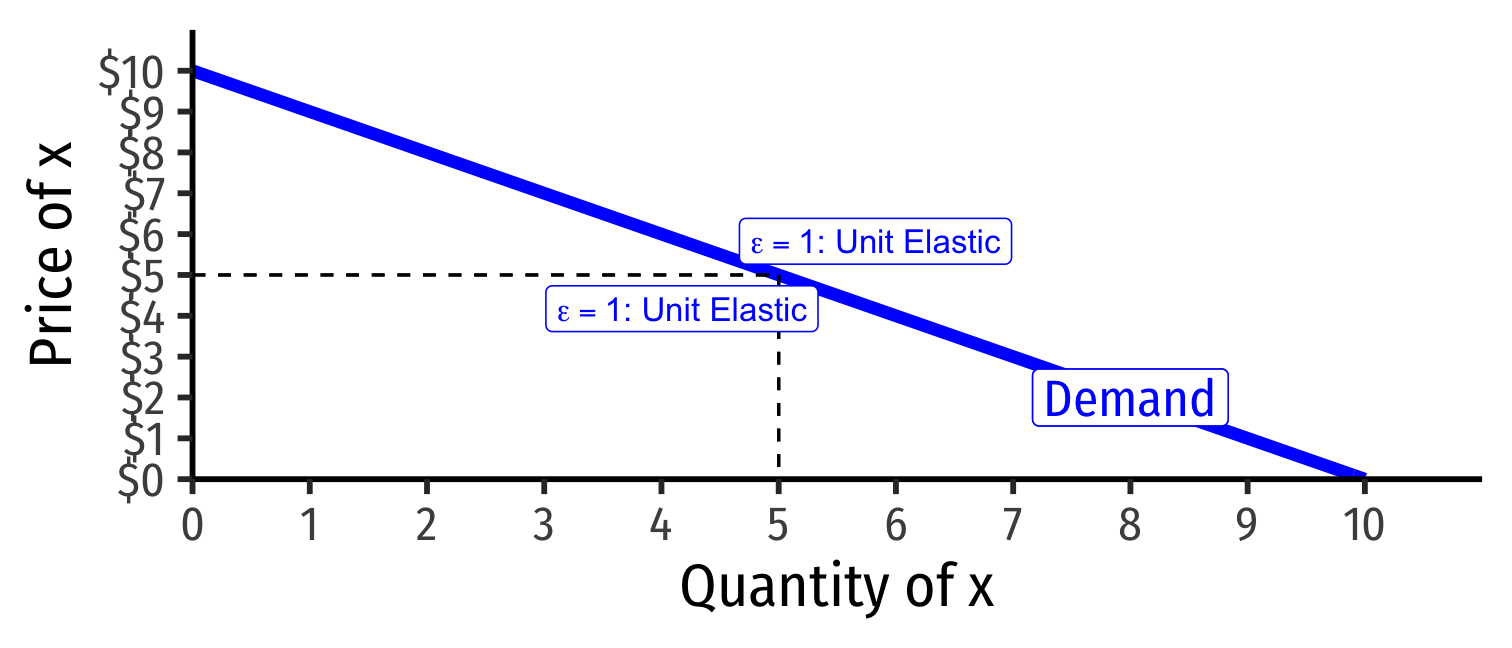 Price of x
$10
$9
$8
$7
$6
$5
$4
$3
$2
$1
$0
ε = 1: Unit Elastic
ε = 1: Unit Elastic
Demand
0 1 2 3 4 5 6 7 8 9 10
Quantity of x